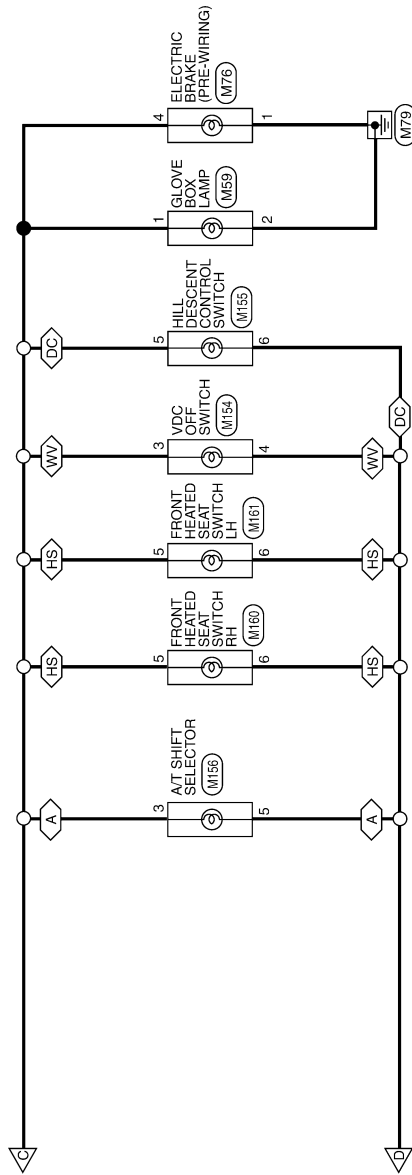 C
A
HS
HS
WV
DC
3
A/T SHIFT
SELECTOR
M156
5
5
FRONT
HEATED
SEAT
SWITCH
RH
M160
6
5
FRONT
HEATED
SEAT
SWITCH
LH
M161
6
3
VDC
OFF
SWITCH
M154
4
5
HILL
DESCENT
CONTROL
SWITCH
M155
6
1
GLOVE
BOX
LAMP
M59
2
4
ELECTRIC
BRAKE
(PRE-WIRING)
M76
1
M79
A
HS
HS
WV
DC
D